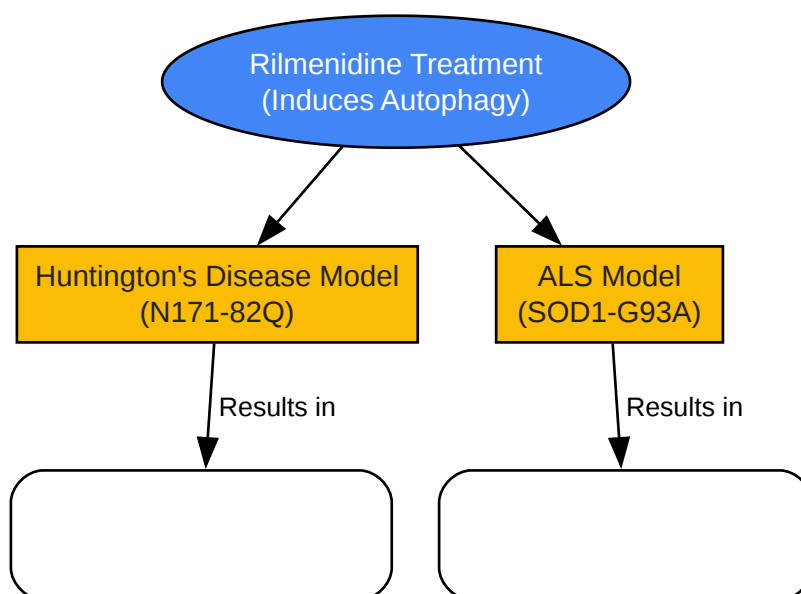 Rilmenidine Treatment
(Induces Autophagy)
Huntington's Disease Model
(N171-82Q)
ALS Model
(SOD1-G93A)
Results in
Results in